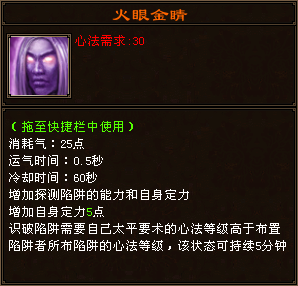 火眼金睛
心法需求:30
（拖至快捷栏中使用）
消耗气：25点
运气时间：0.5秒
冷却时间：60秒
增加探测陷阱的能力和自身定力
增加自身定力5点
识破陷阱需要自己太平要术的心法等级高于布置
陷阱者所布陷阱的心法等级，该状态可持续5分钟